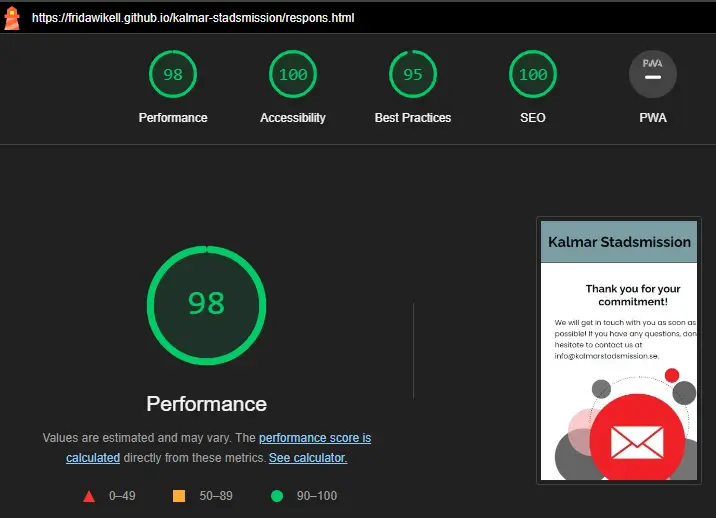 https://fridawikell.github.io/kalmar-stadsmission/respons.html
98 100 95 100 PWA
Performance Accessibility Best Practices SEO PWA
98
Performance
Values are estimated and may vary. The performance score is
calculated directly from these metrics. See calculator.
0–49 50–89 90–100
Kalmar Stadsmission
Thank you for your
commitment!
We will get in touch with you as soon as
possible! If you have any questions, don
hesitate to contact us at
info@kalmarstadsmission.se.